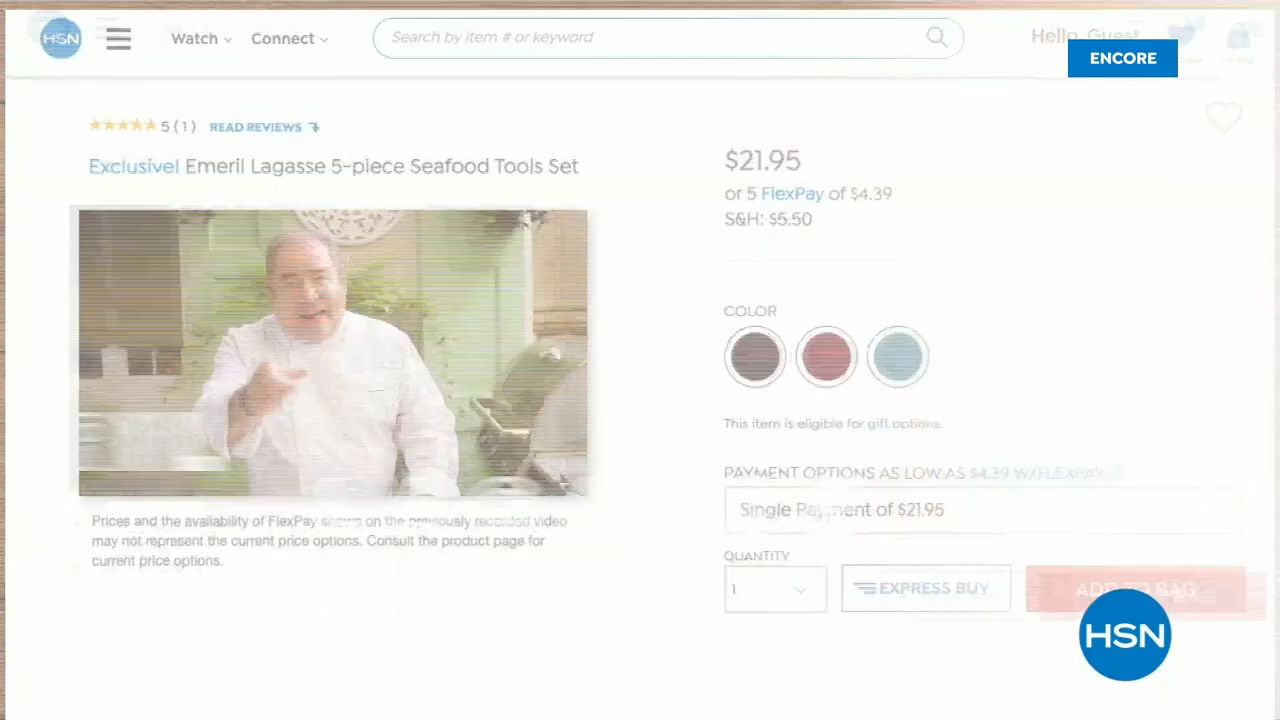 HSN
Watch
Connect
Search by item # or keyword
Hello, Guest
ENCORE
5 (1) READ REVIEWS
Exclusive! Emeril Lagasse 5-piece Seafood Tools Set
$21.95
or 5 FlexPay of $4.39
S&H: $5.50
COLOR
This item is eligible for gift options.
PAYMENT OPTIONS AS LOW AS $4.39 W/FLEXPAY
Single Payment of $21.95
Prices and the availability of FlexPay shown on the previously recorded video
may not represent the current price options. Consult the product page for
current price options.
QUANTITY
1
EXPRESS BUY
ADD TO BAG
HSN